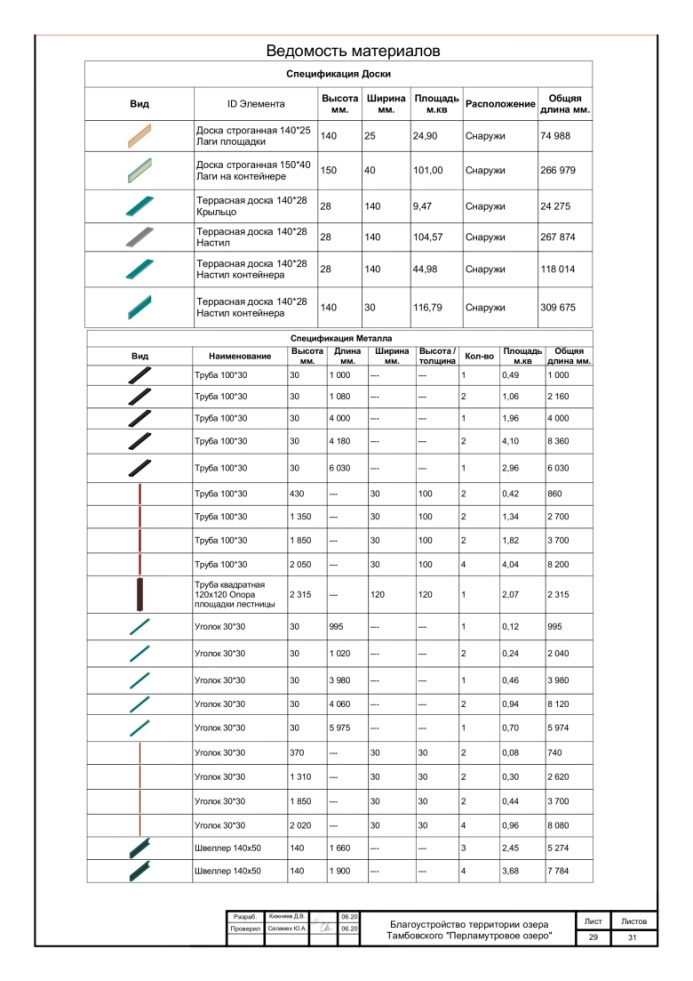 Ведомость материалов
Спецификация Доски
Вид ID Элемента Высота мм. Ширина мм. Площадь м.кв Расположение Общяя длина мм.
Доска строганная 140*25
Лаги площадки 140 25 24,90 Снаружи 74 988
Доска строганная 150*40
Лаги на контейнере 150 40 101,00 Снаружи 266 979
Террасная доска 140*28
Крыльцо 28 140 9,47 Снаружи 24 275
Террасная доска 140*28
Настил 28 140 104,57 Снаружи 267 874
Террасная доска 140*28
Настил контейнера 28 140 44,98 Снаружи 118 014
Террасная доска 140*28
Настил контейнера 140 30 116,79 Снаружи 309 675
Спецификация Металла
Вид Наименование Высота мм. Длина мм. Ширина мм. Высота / толщина Кол-во Площадь м.кв Общяя длина мм.
Труба 100*30 30 1 000 --- --- 1 0,49 1 000
Труба 100*30 30 1 080 --- --- 2 1,06 2 160
Труба 100*30 30 4 000 --- --- 1 1,96 4 000
Труба 100*30 30 4 180 --- --- 2 4,10 8 360
Труба 100*30 30 6 030 --- --- 1 2,96 6 030
Труба 100*30 430 --- 30 100 2 0,42 860
Труба 100*30 1 350 --- 30 100 2 1,34 2 700
Труба 100*30 1 850 --- 30 100 2 1,82 3 700
Труба 100*30 2 050 --- 30 100 4 4,04 8 200
Труба квадратная
120х120 Опора
площадки лестницы 2 315 --- 120 120 1 2,07 2 315
Уголок 30*30 30 995 --- --- 1 0,12 995
Уголок 30*30 30 1 020 --- --- 2 0,24 2 040
Уголок 30*30 30 3 980 --- --- 1 0,46 3 980
Уголок 30*30 30 4 060 --- --- 2 0,94 8 120
Уголок 30*30 30 5 975 --- --- 1 0,70 5 974
Уголок 30*30 370 --- 30 30 2 0,08 740
Уголок 30*30 1 310 --- 30 30 2 0,30 2 620
Уголок 30*30 1 850 --- 30 30 2 0,44 3 700
Уголок 30*30 2 020 --- 30 30 4 0,96 8 080
Швеллер 140х50 140 1 660 --- --- 3 2,45 5 274
Швеллер 140х50 140 1 900 --- --- 4 3,68 7 784
Разраб. Д.В. 06.20
Проверил Ю.А. 06.20
Благоустройство территории озера
Тамбовского "Перламутровое озеро"
Лист Листов
29 31